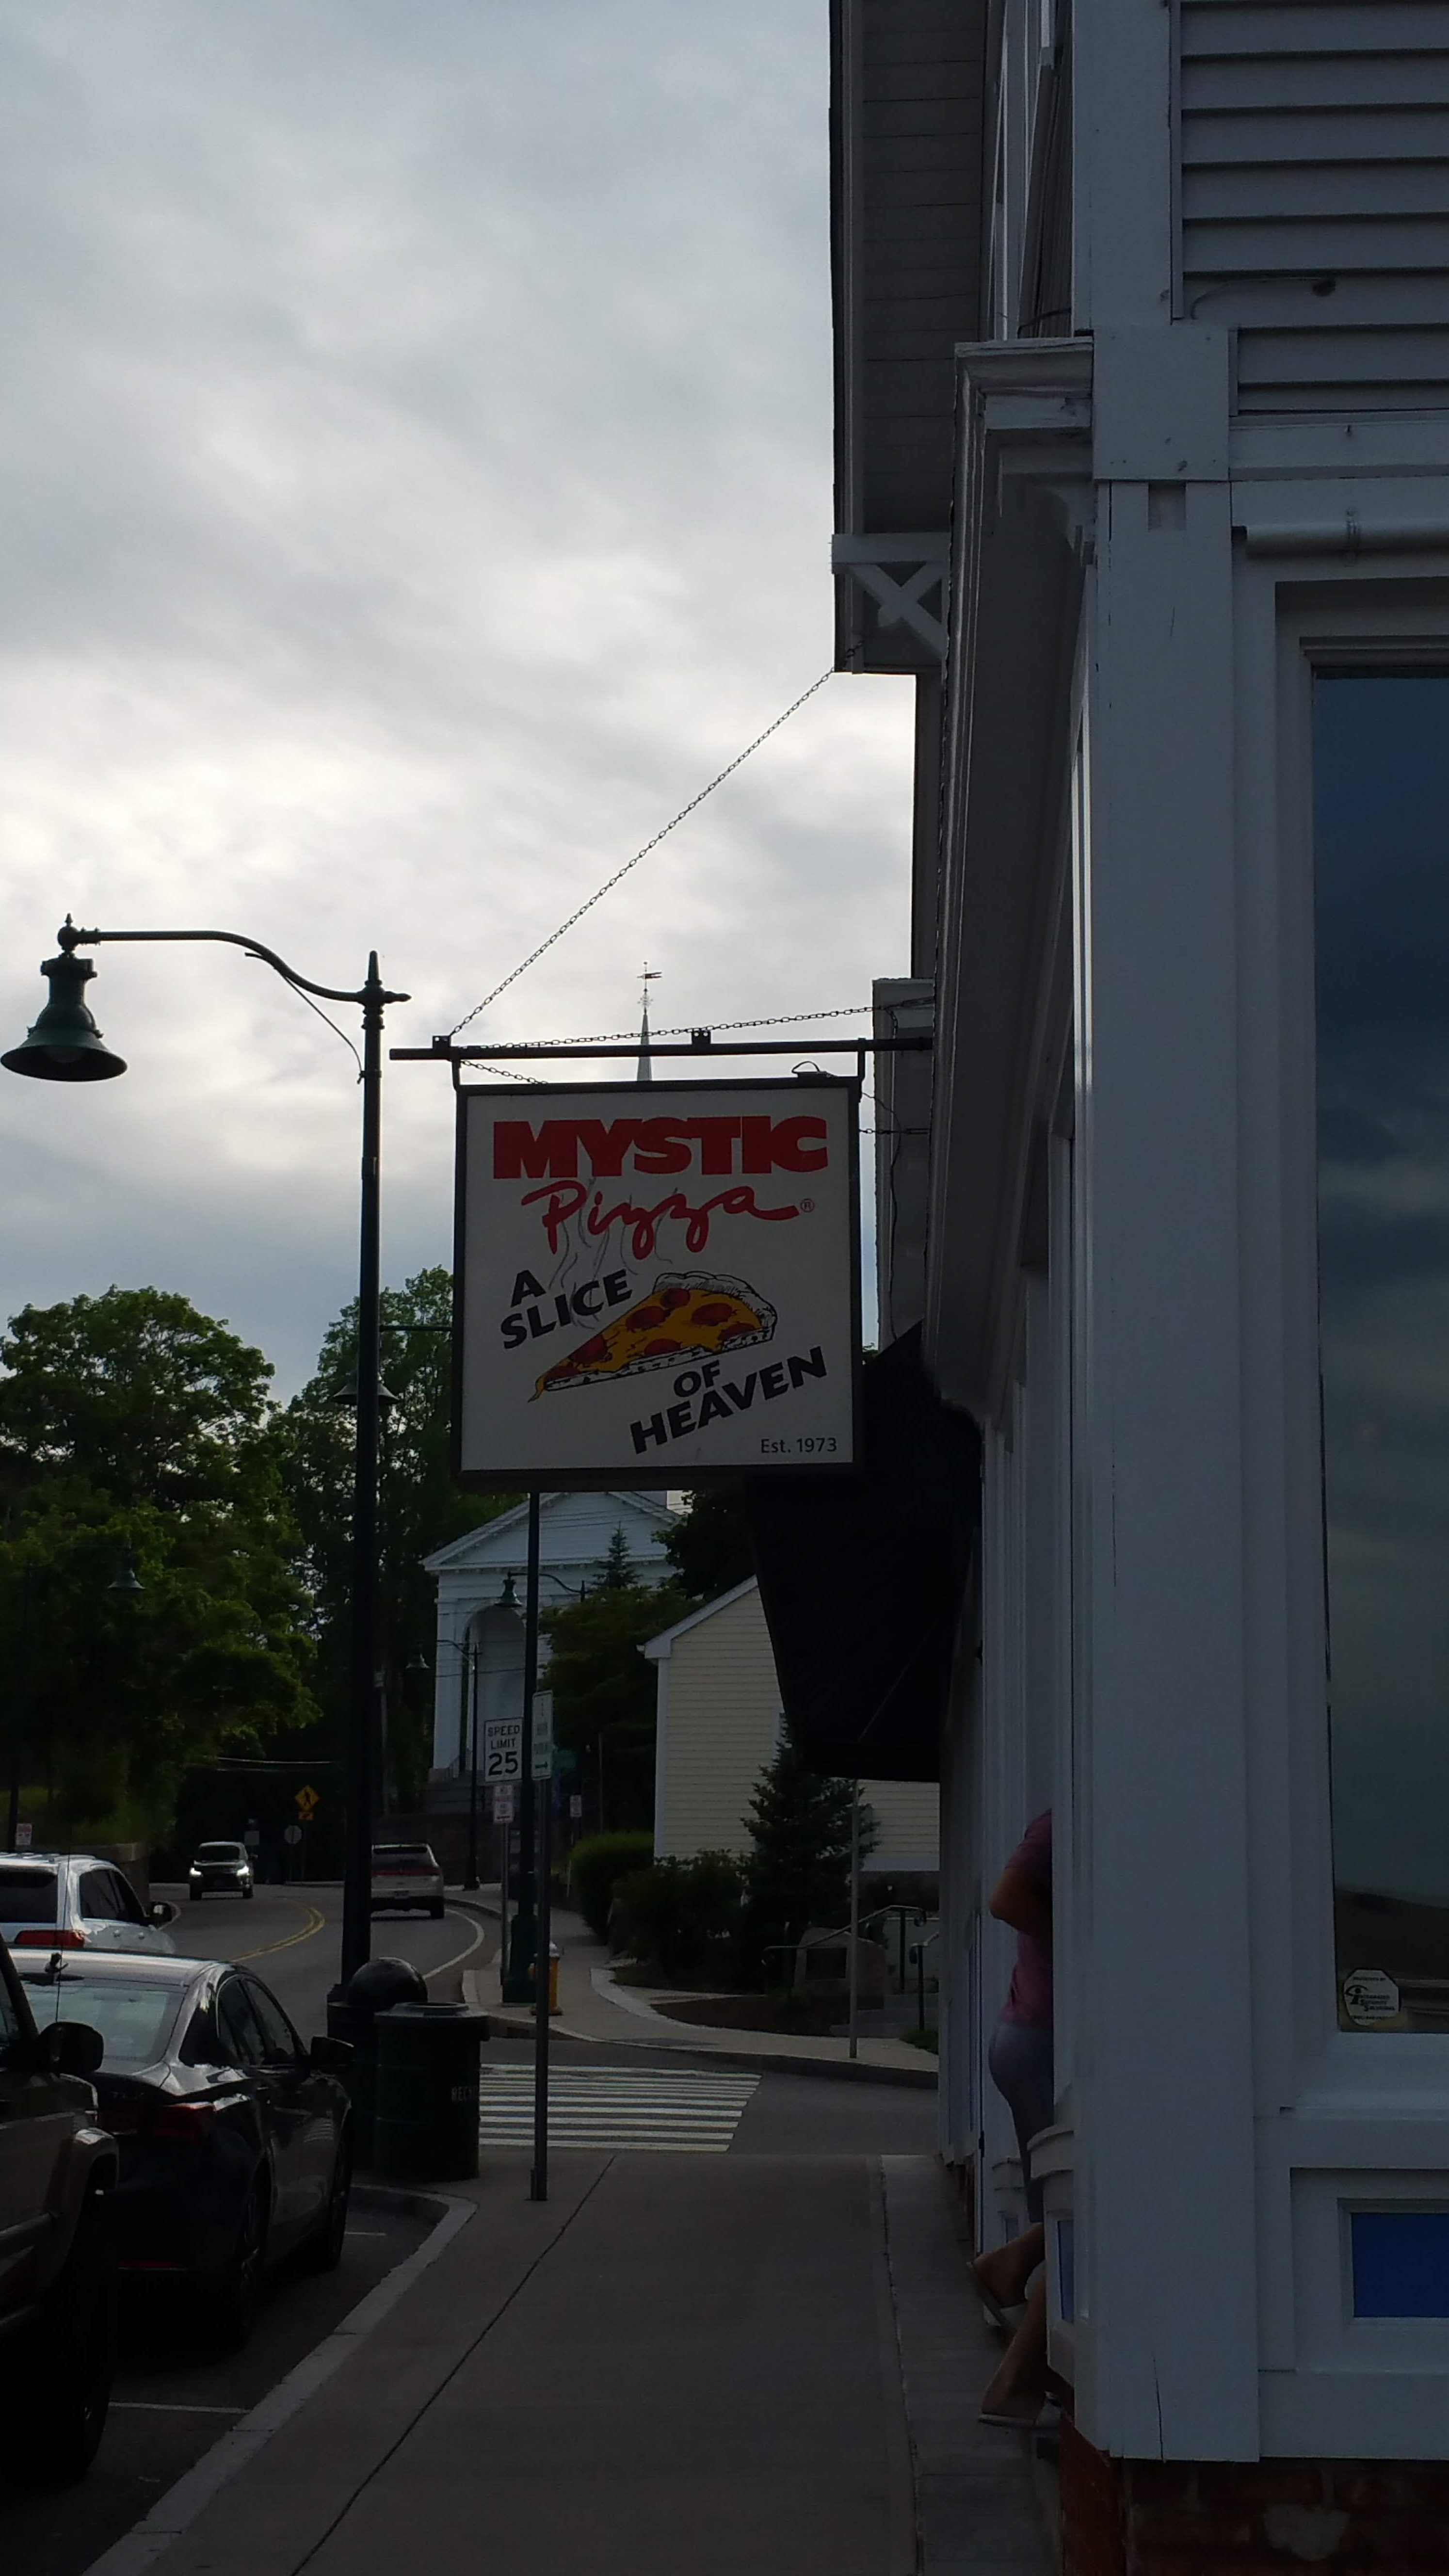 MYSTIC
Pizza®
A
SLICE
OF
HEAVEN
Est. 1973
SPEED
LIMIT
25